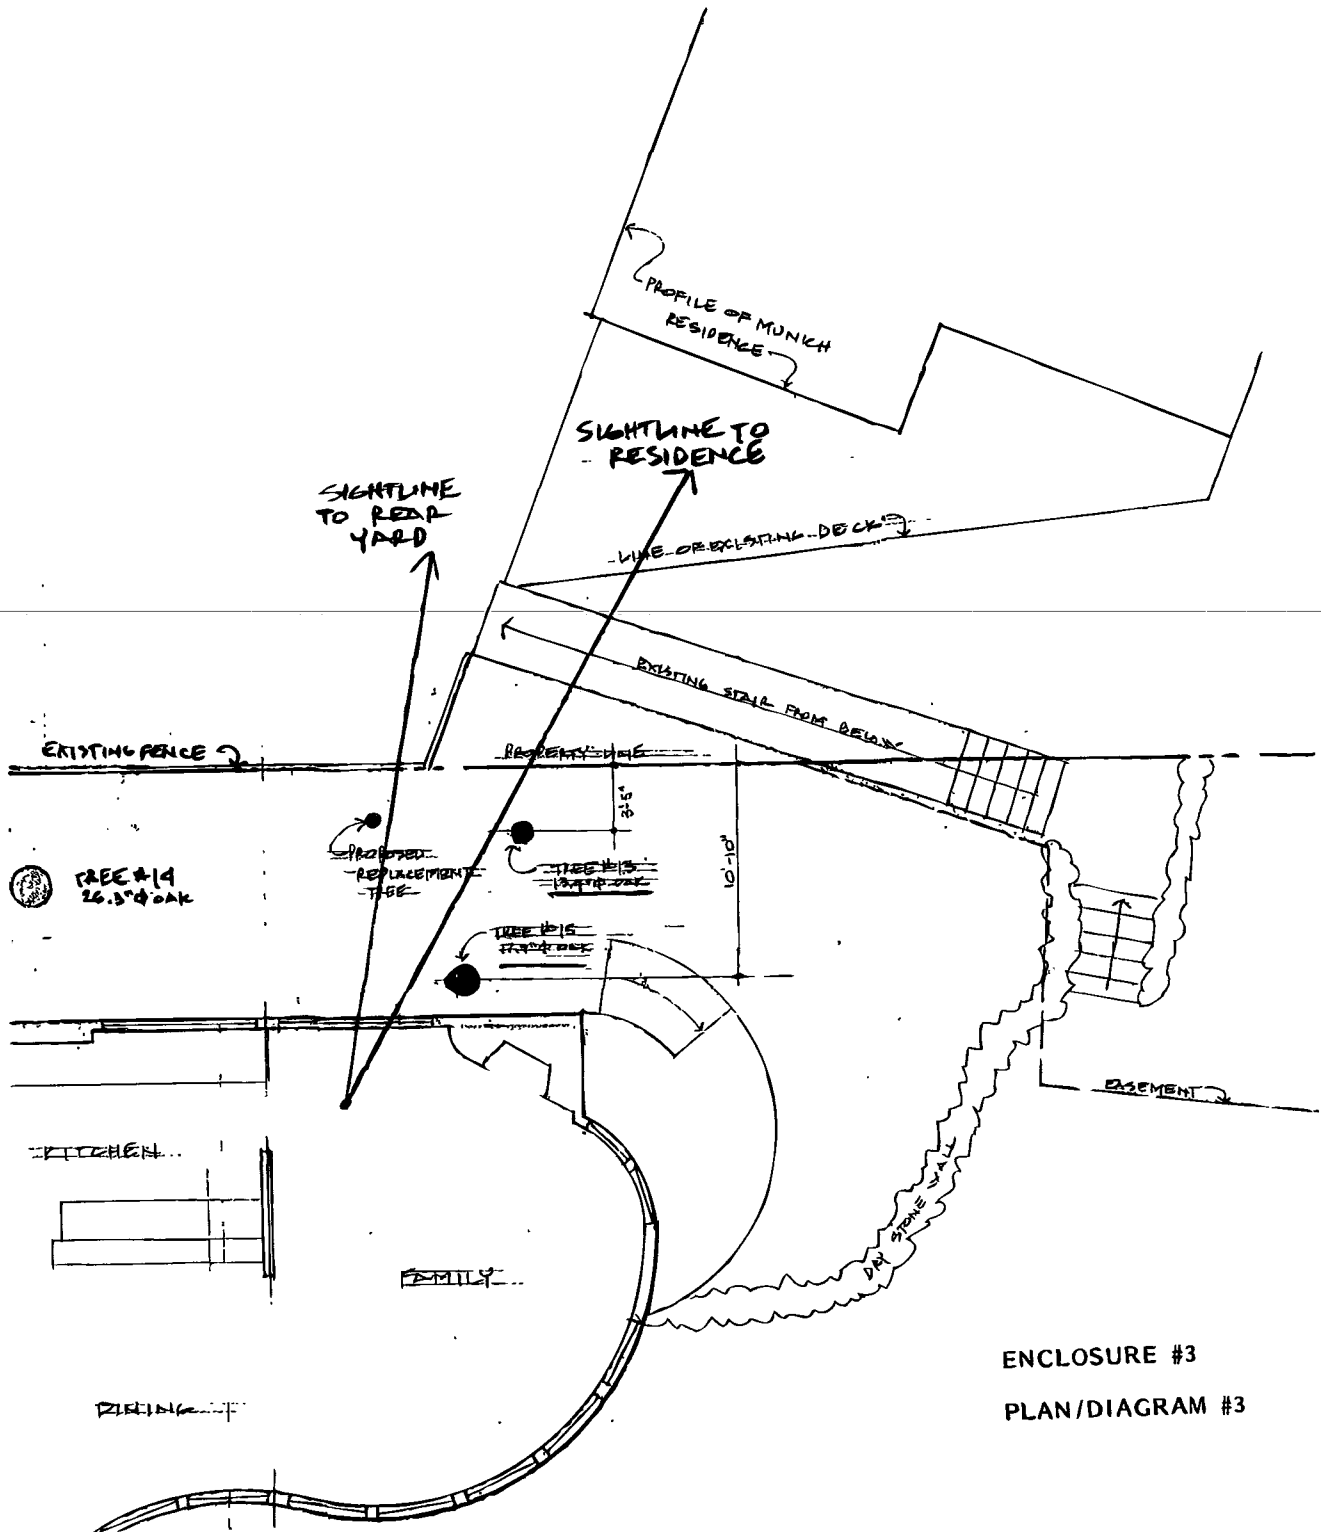 PROFILE OF MUNICH
RESIDENCE
SIGHTLINE TO
RESIDENCE
SIGHTLINE
TO REAR
YARD
LINE OF EXISTING DECK
EXISTING STAIR FROM BELOW
EXISTING FENCE
PROPERTY LINE
3'-5"
10'-10"
PROPOSED
REPLACEMENT
TREE
TREE #13
TREE #14
26.3"φ OAK
TREE #15
EASEMENT
KITCHEN
DRY STONE WALL
FAMILY
DINING
ENCLOSURE #3
PLAN/DIAGRAM #3